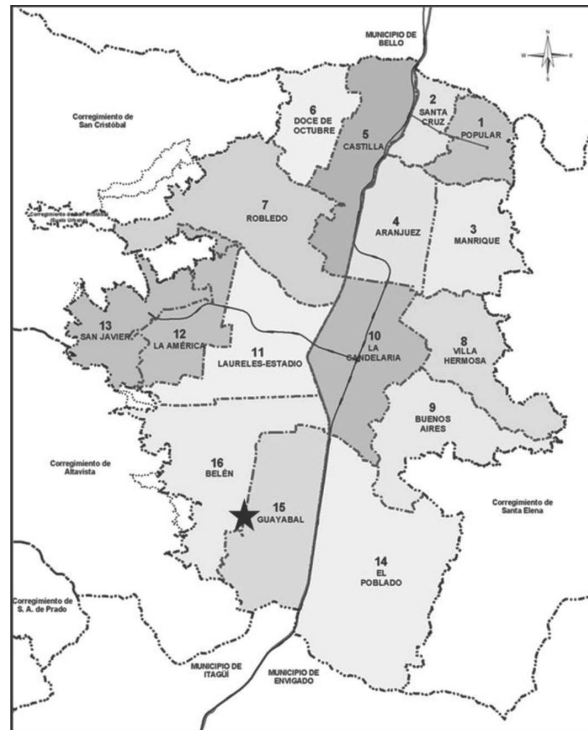 MUNICIPIO DE
BELLO
N
W
E
S
Corregimiento de
San Cristóbal
6
DOCE DE
OCTUBRE
5
CASTILLA
2
SANTA
CRUZ
1
POPULAR
7
ROBLEDO
4
ARANJUEZ
3
MANRIQUE
13
SAN JAVIER
12
LA AMÉRICA
11
LAURELES-ESTADIO
10
LA
CANDELARIA
8
VILLA
HERMOSA
9
BUENOS
AIRES
Corregimiento de
Altavista
16
BELÉN
15
GUAYABAL
14
EL
POBLADO
Corregimiento de
Santa Elena
Corregimiento de
S. A. de Prado
MUNICIPIO DE
ITAGÜÍ
MUNICIPIO DE
ENVIGADO